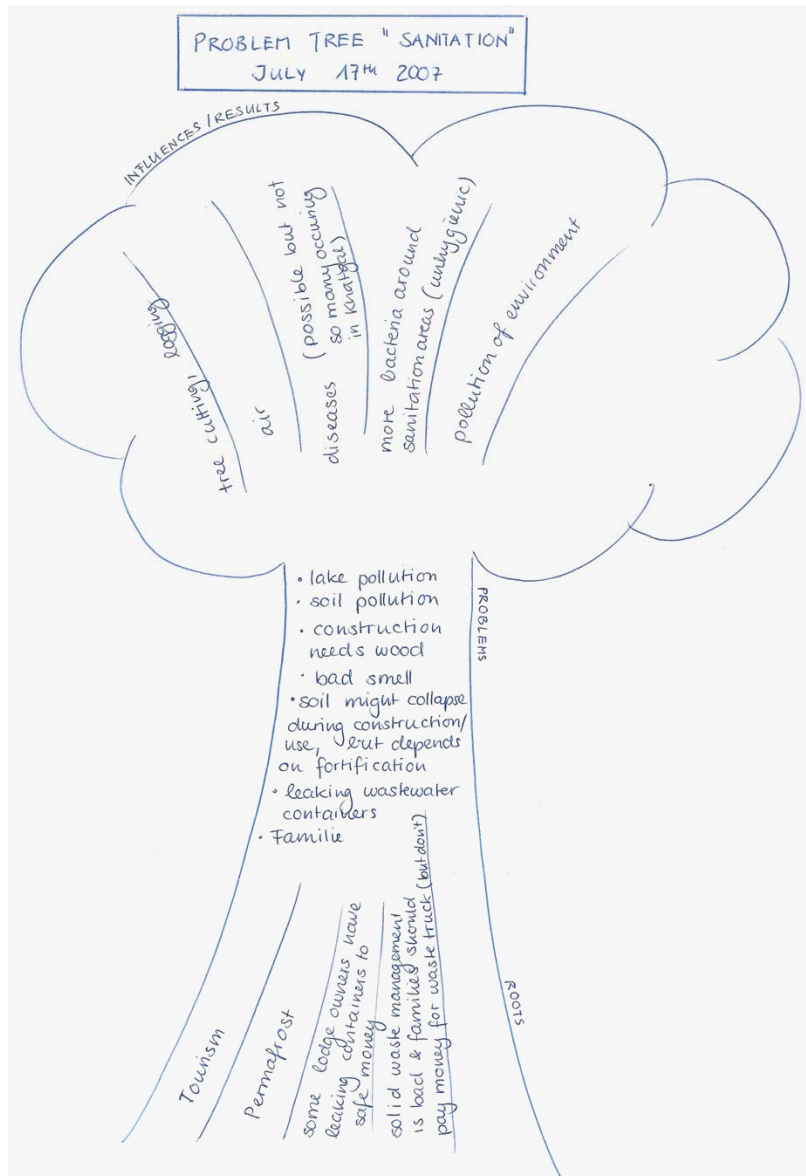 PROBLEM TREE "SANITATION"
JULY 17TH 2007
INFLUENCES/RESULTS
tree cutting, logging
air
diseases (possible but not
so many occuring
in Khatgal)
more bacteria around
sanitation areas (unhygienic)
pollution of environment
PROBLEMS
• lake pollution
• soil pollution
• construction
needs wood
• bad smell
• soil might collapse
during construction/
use, but depends
on fortification
• leaking wastewater
containers
• Familie
ROOTS
Tourism
Permafrost
some lodge owners have
leaking containers to
safe money
solid waste management
is bad & families should
pay money for waste truck (but don't)